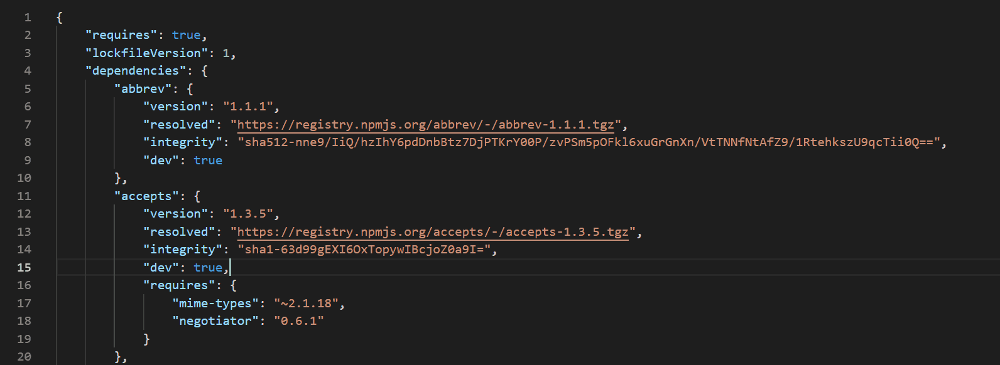 1 {
2 "requires": true,
3 "lockfileVersion": 1,
4 "dependencies": {
5 "abbrev": {
6 "version": "1.1.1",
7 "resolved": "https://registry.npmjs.org/abbrev/-/abbrev-1.1.1.tgz",
8 "integrity": "sha512-nne9/IiQ/hzIhY6pdDnbBtz7DjPTKrY00P/zvPSm5pOFkl6xuGrGnXn/VtTNNfNtAfZ9/1RtehkszU9qcTii0Q==",
9 "dev": true
10 },
11 "accepts": {
12 "version": "1.3.5",
13 "resolved": "https://registry.npmjs.org/accepts/-/accepts-1.3.5.tgz",
14 "integrity": "sha1-63d99gEXI6OxTopywIBcjoZ0a9I=",
15 "dev": true,
16 "requires": {
17 "mime-types": "~2.1.18",
18 "negotiator": "0.6.1"
19 }
20 },